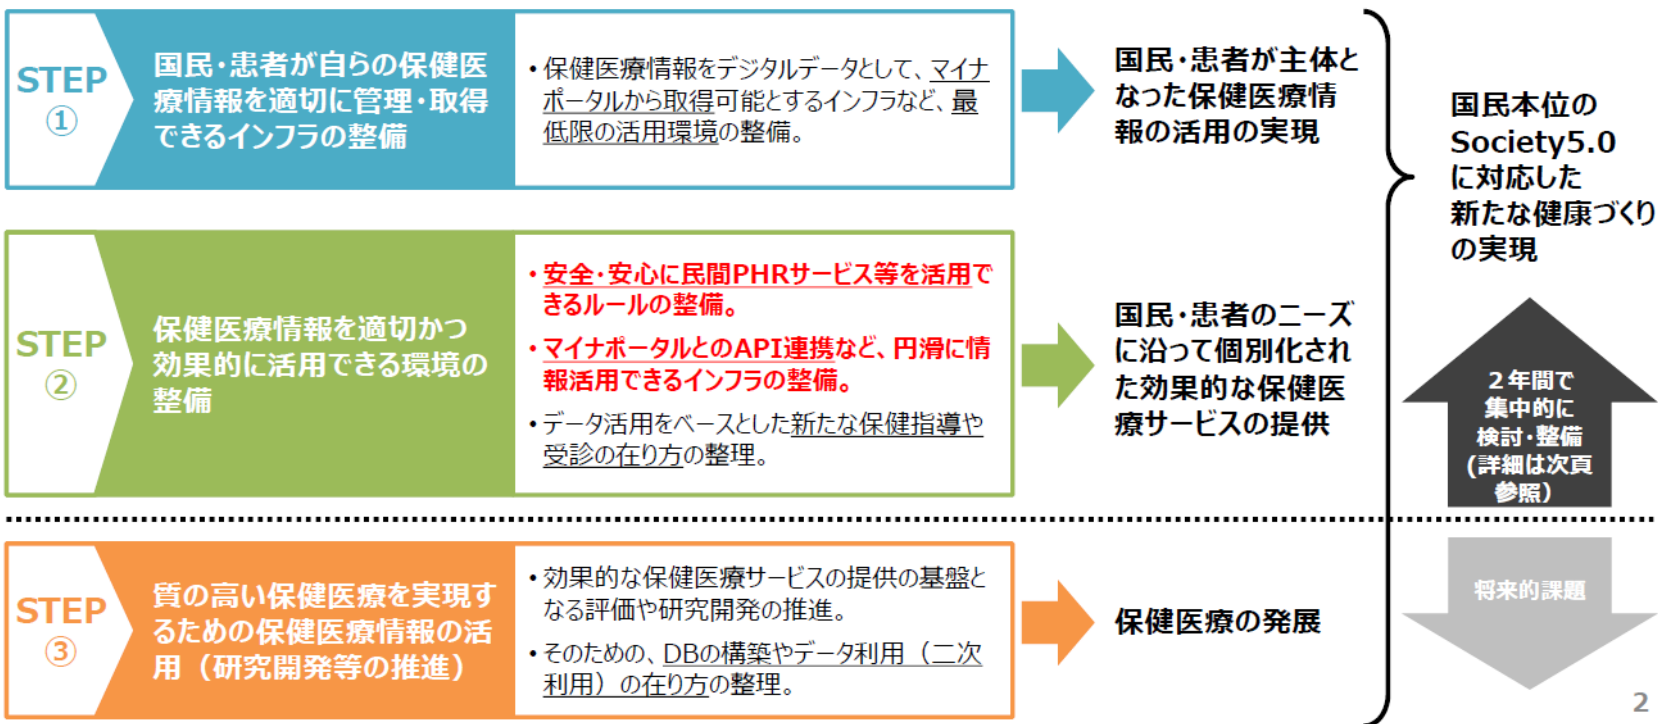 STEP
①
国民・患者が自らの保健医
療情報を適切に管理・取得
できるインフラの整備
・保健医療情報をデジタルデータとして、マイナ
ポータルから取得可能とするインフラなど、最
低限の活用環境の整備。
国民・患者が主体と
なった保健医療情
報の活用の実現
STEP
②
保健医療情報を適切かつ
効果的に活用できる環境の
整備
・安全・安心に民間PHRサービス等を活用で
きるルールの整備。
・マイナポータルとのAPI連携など、円滑に情
報活用できるインフラの整備。
・データ活用をベースとした新たな保健指導や
受診の在り方の整理。
国民・患者のニーズ
に沿って個別化され
た効果的な保健医
療サービスの提供
STEP
③
質の高い保健医療を実現す
るための保健医療情報の活
用（研究開発等の推進）
・効果的な保健医療サービスの提供の基盤と
なる評価や研究開発の推進。
・そのための、DBの構築やデータ利用（二次
利用）の在り方の整理。
保健医療の発展
国民本位の
Society5.0
に対応した
新たな健康づくり
の実現
２年間で
集中的に
検討・整備
(詳細は次頁
参照）
将来的課題
2